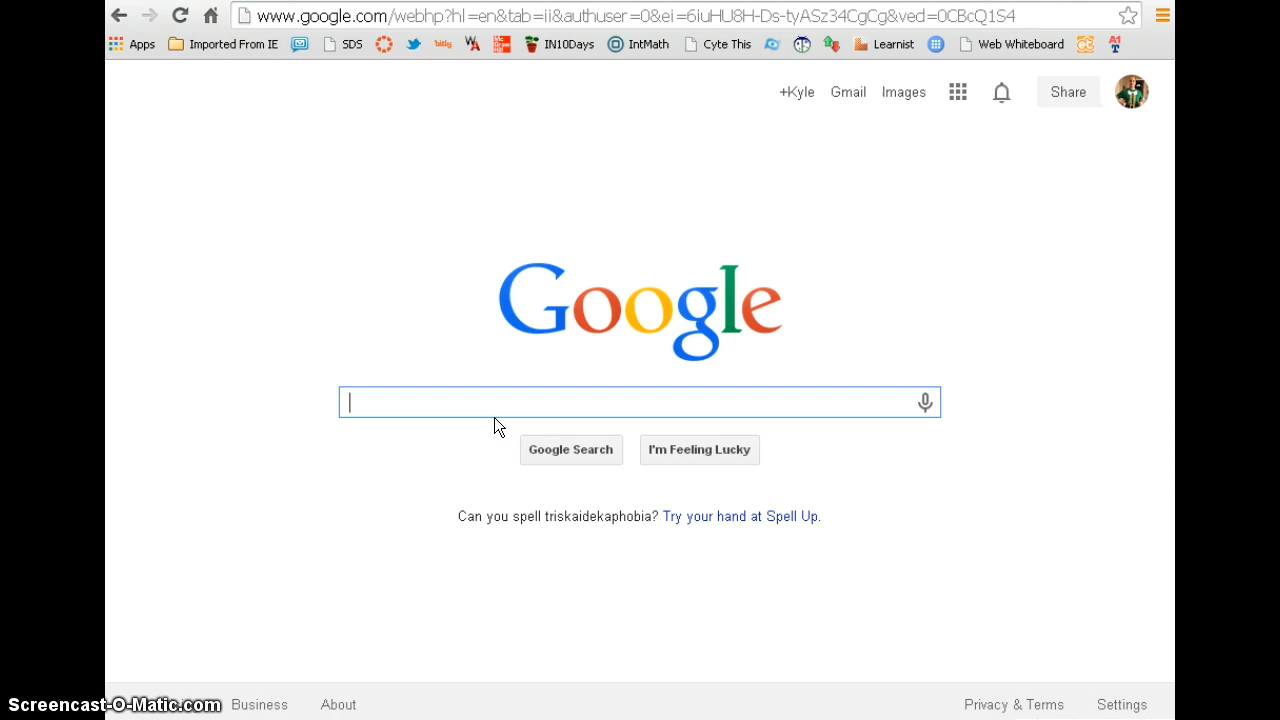 www.google.com/webhp?hl=en&tab=ii&authuser=0&ei=6iuHU8H-Ds-tyASz34CgCg&ved=0CBcQ1S4
Apps Imported From IE SDS bitly IN10Days IntMath Cyte This Learnist Web Whiteboard
+Kyle Gmail Images Share
Google
Google Search I'm Feeling Lucky
Can you spell triskaidekaphobia? Try your hand at Spell Up.
Screencast-O-Matic.com Business About Privacy & Terms Settings